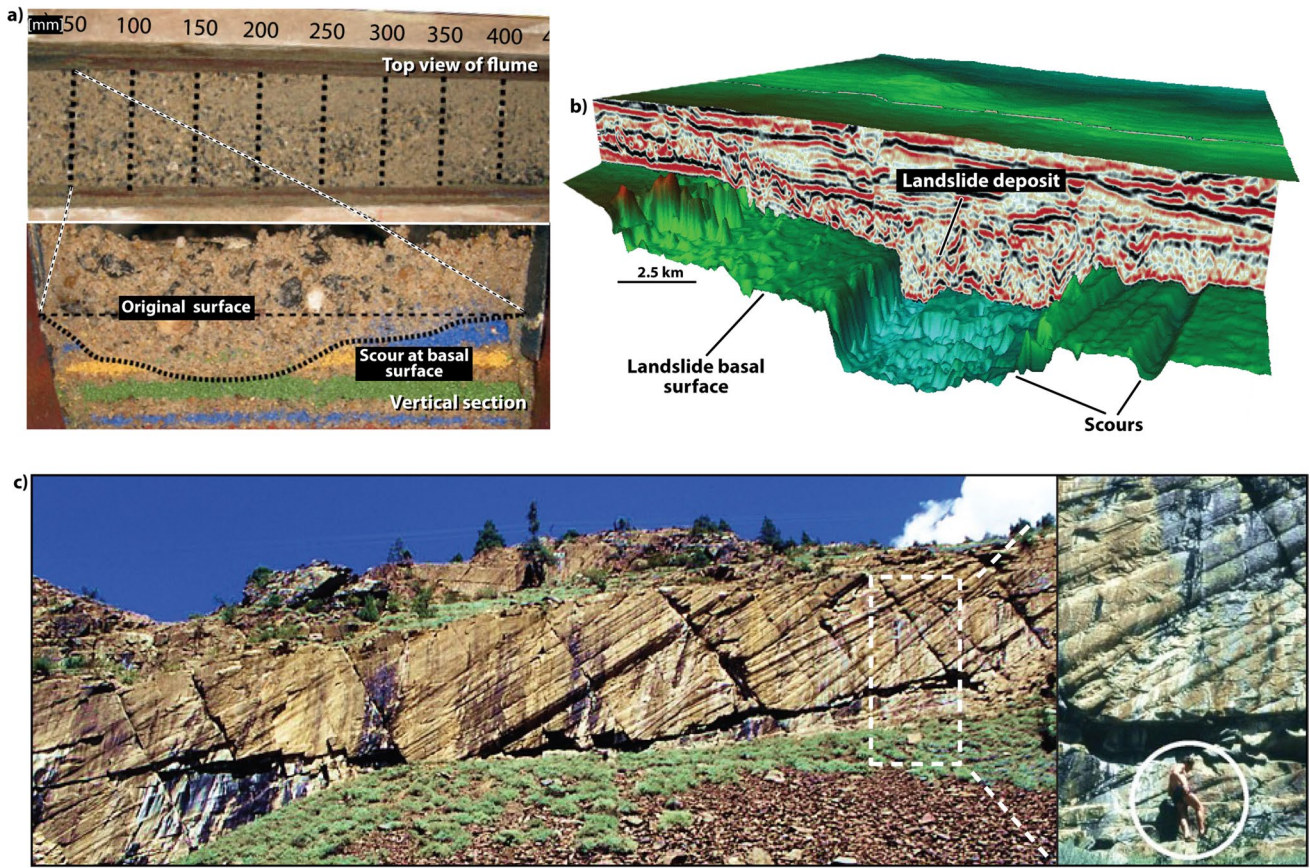 a)
[mm] 50 100 150 200 250 300 350 400
Top view of flume
Original surface
Scour at basal
surface
Vertical section
b)
Landslide deposit
2.5 km
Landslide basal
surface
Scours
c)